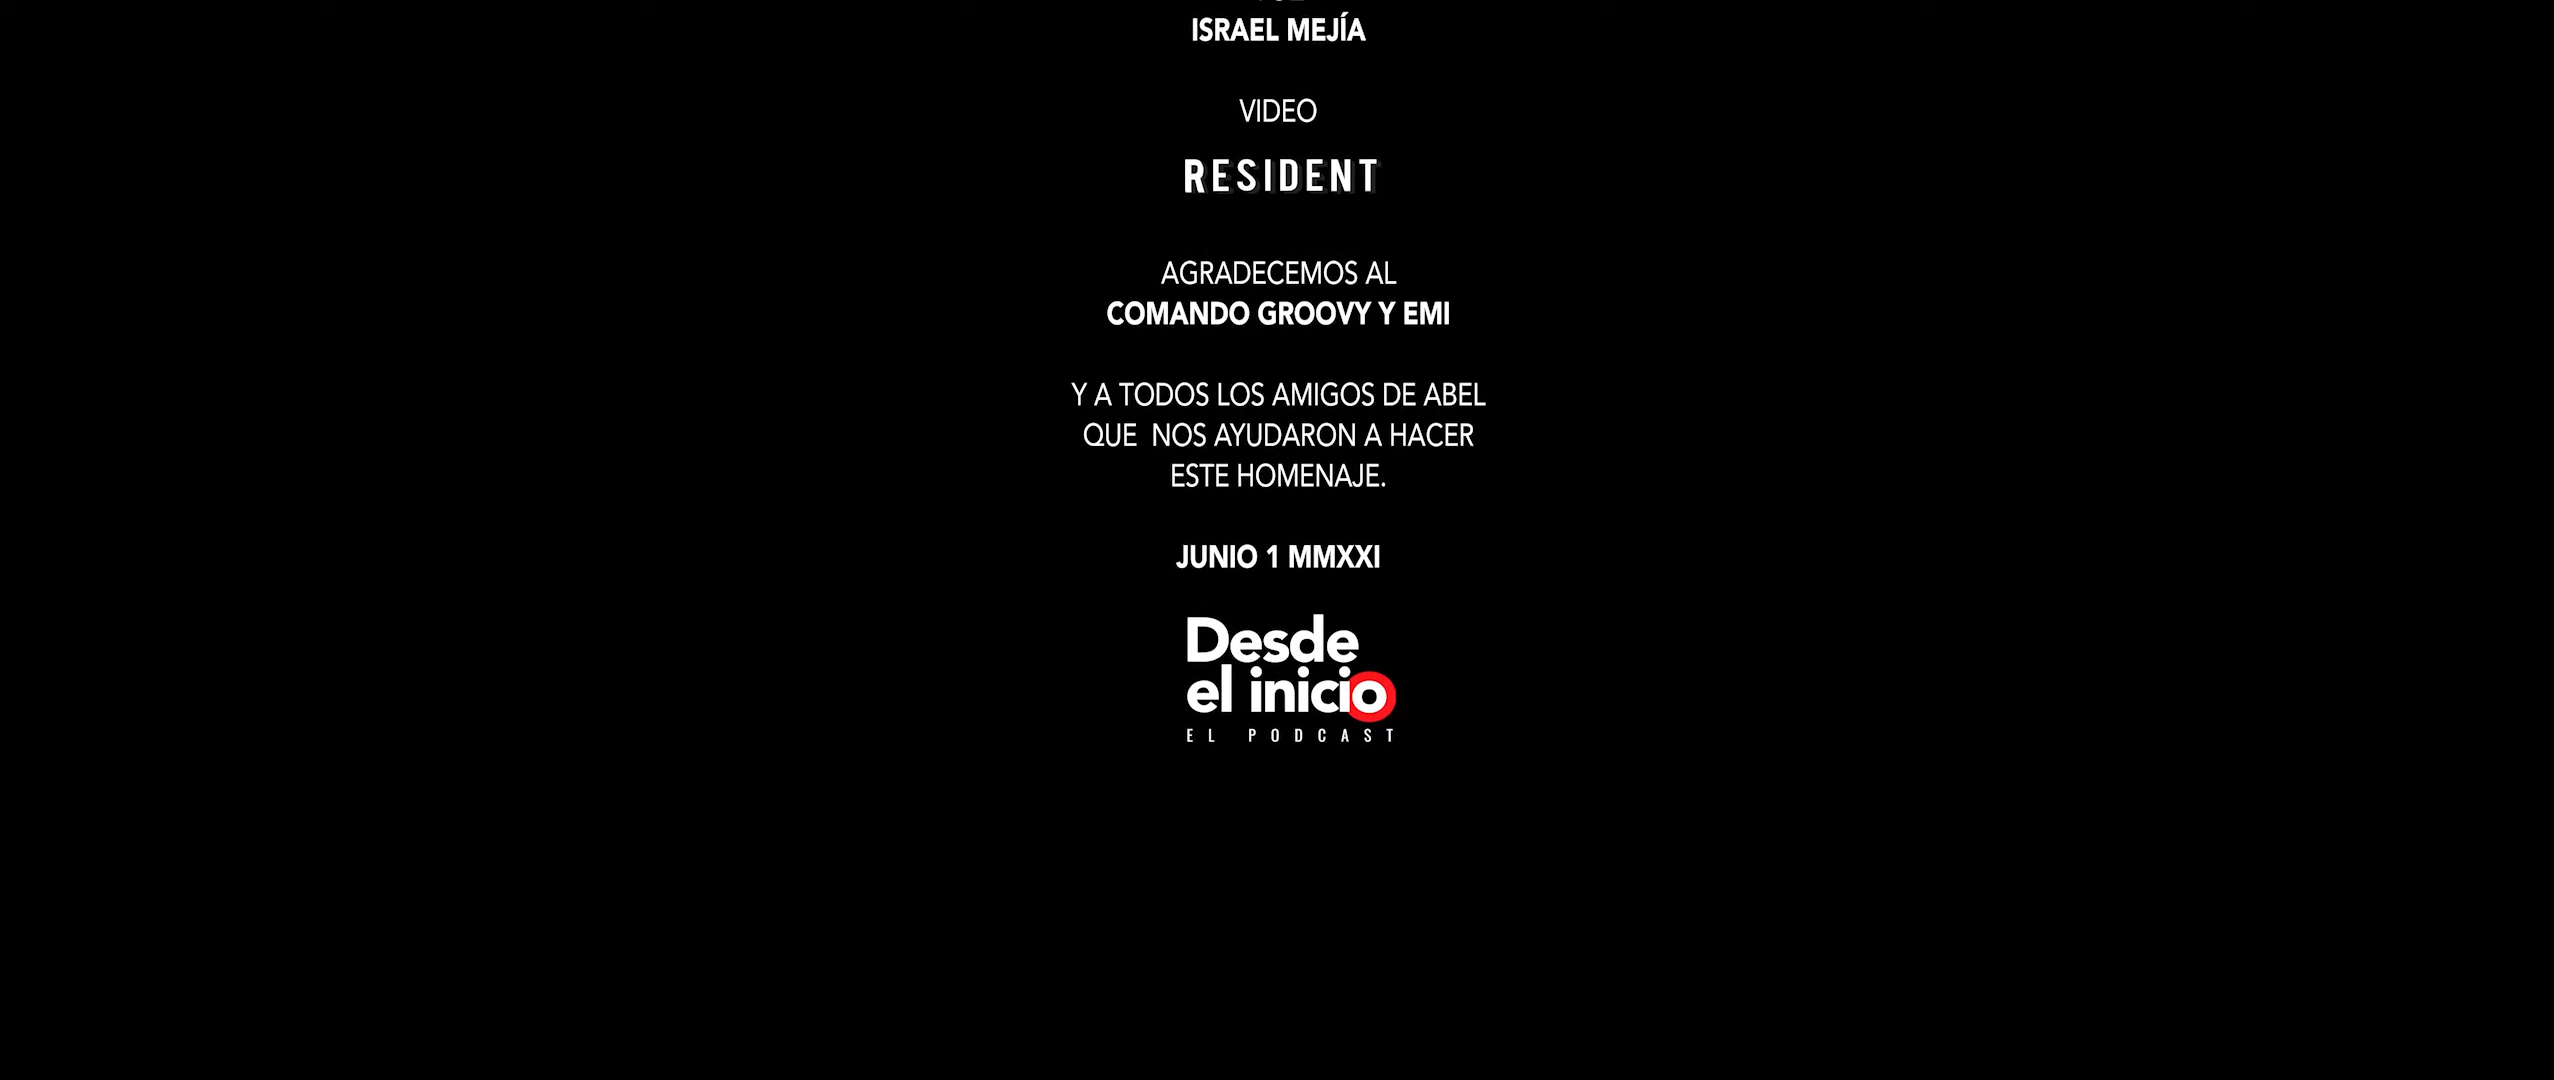 ISRAEL MEJÍA
VIDEO
RESIDENT
AGRADECEMOS AL
COMANDO GROOVY Y EMI
Y A TODOS LOS AMIGOS DE ABEL
QUE  NOS AYUDARON A HACER
ESTE HOMENAJE.
JUNIO 1 MMXXI
Desde
el inicio
EL PODCAST